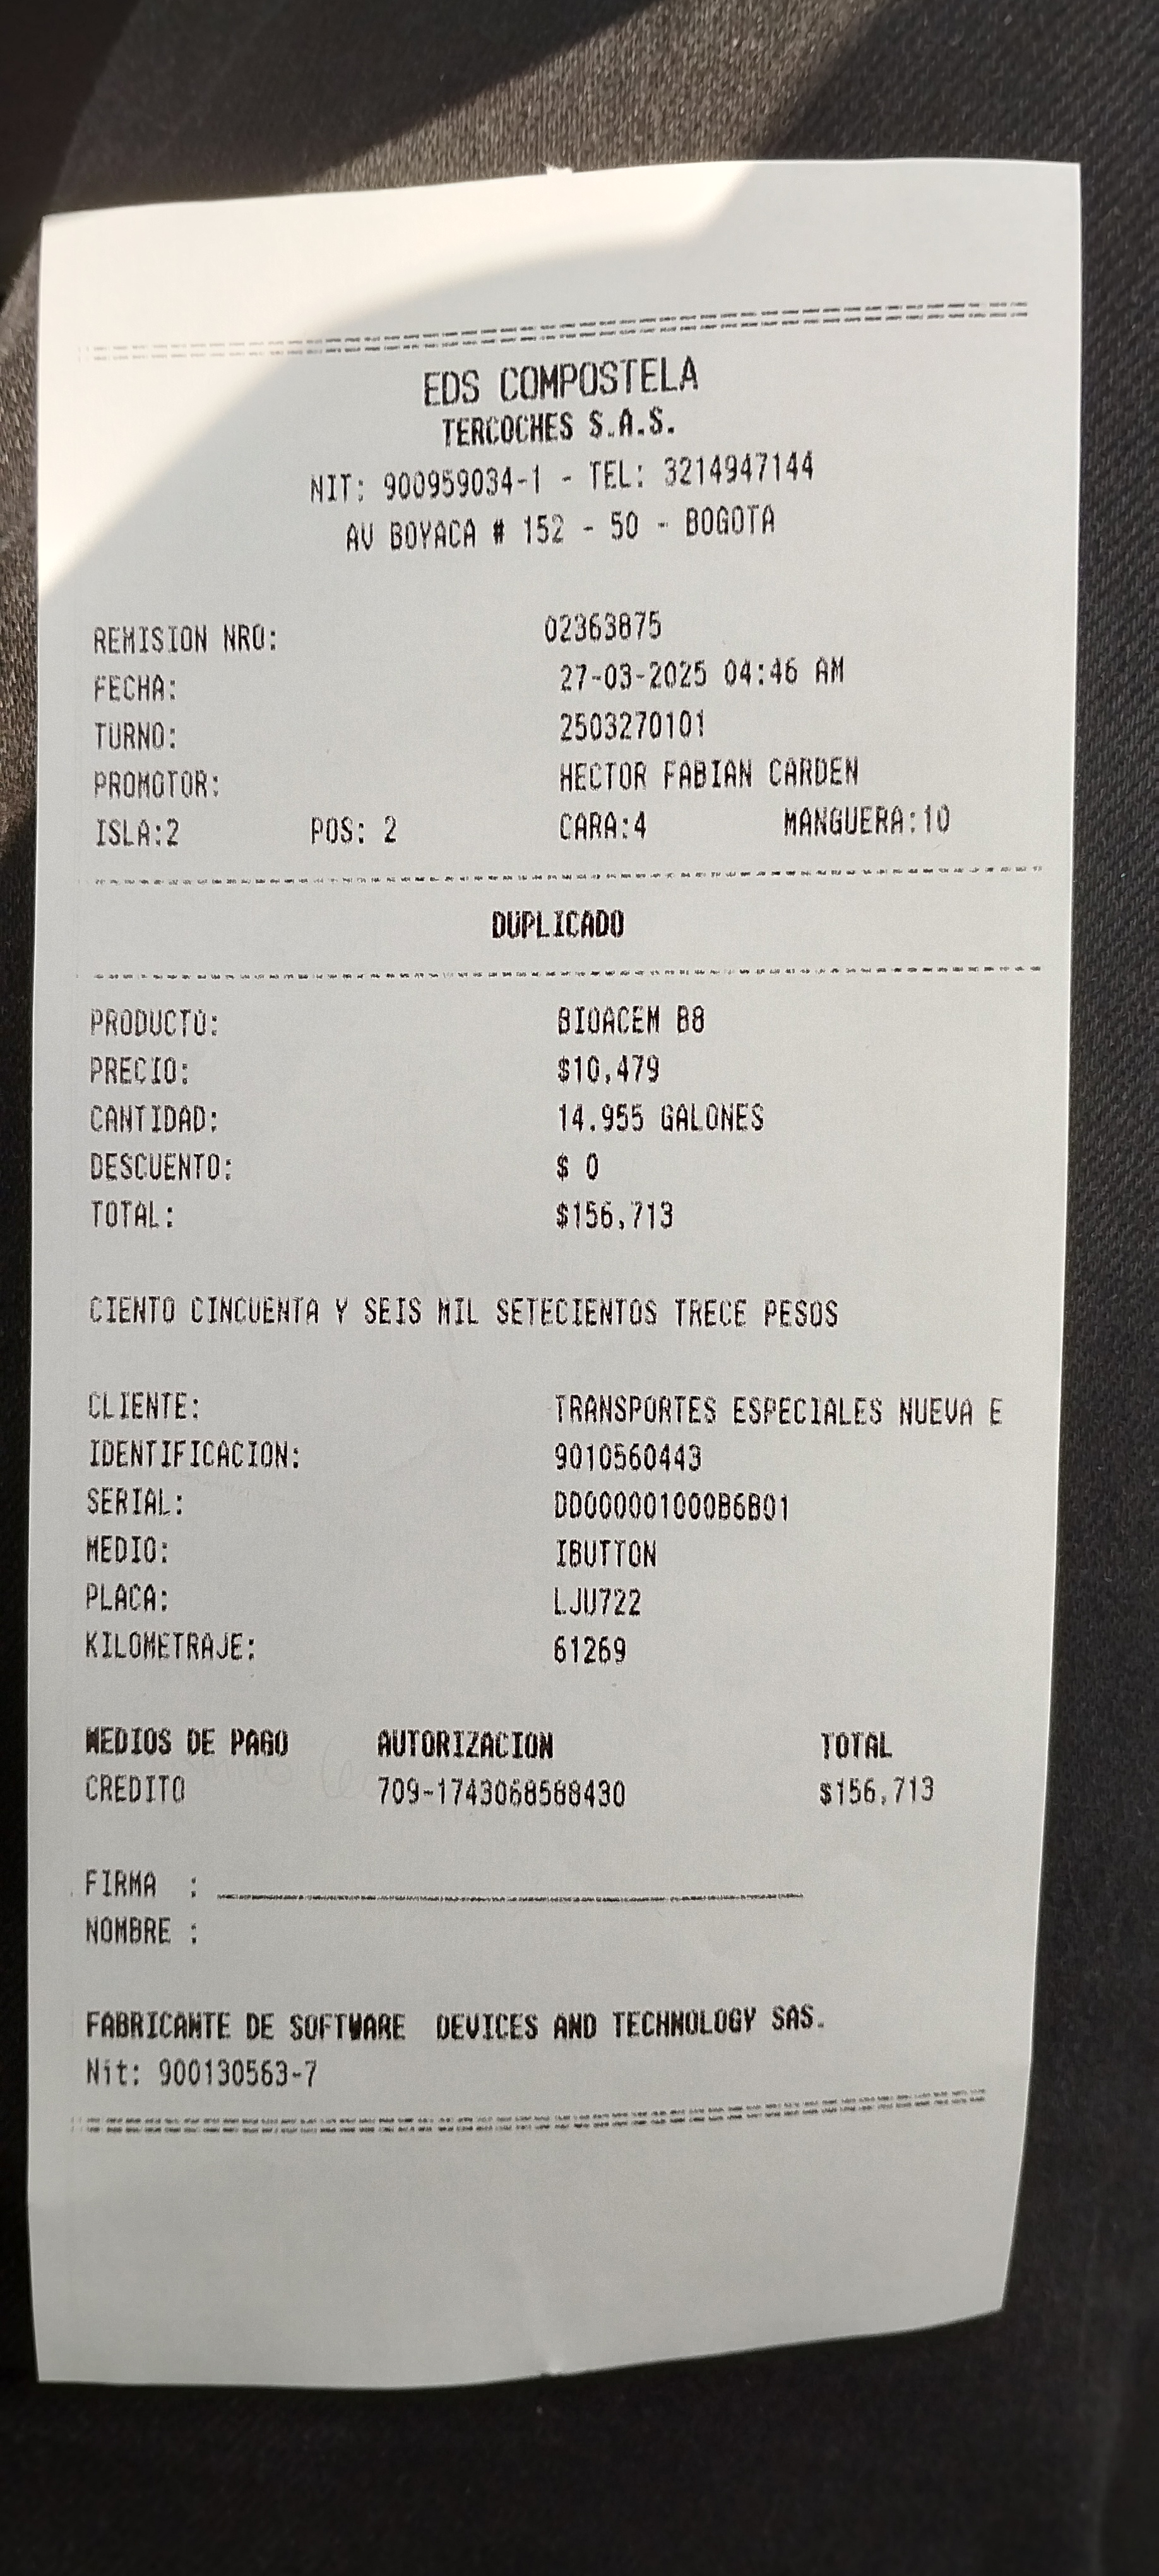 EDS COMPOSTELA
TERCOCHES S.A.S.
NIT: 900959034-1 - TEL: 3214947144
AV BOYACA # 152 - 50 - BOGOTA
REMISION NRO: 02363875
FECHA: 27-03-2025 04:46 AM
TURNO: 2503270101
PROMOTOR: HECTOR FABIAN CARDEN
ISLA:2 POS: 2 CARA:4 MANGUERA:10
DUPLICADO
PRODUCTO: BIOACEM B8
PRECIO: $10,479
CANTIDAD: 14.955 GALONES
DESCUENTO: $ 0
TOTAL: $156,713
CIENTO CINCUENTA Y SEIS MIL SETECIENTOS TRECE PESOS
CLIENTE: TRANSPORTES ESPECIALES NUEVA E
IDENTIFICACION: 9010560443
SERIAL: DD000001000B6B01
MEDIO: IBUTTON
PLACA: LJU722
KILOMETRAJE: 61269
MEDIOS DE PAGO AUTORIZACION TOTAL
CREDITO 709-1743068588430 $156,713
FIRMA :
NOMBRE :
FABRICANTE DE SOFTWARE DEVICES AND TECHNOLOGY SAS.
Nit: 900130563-7